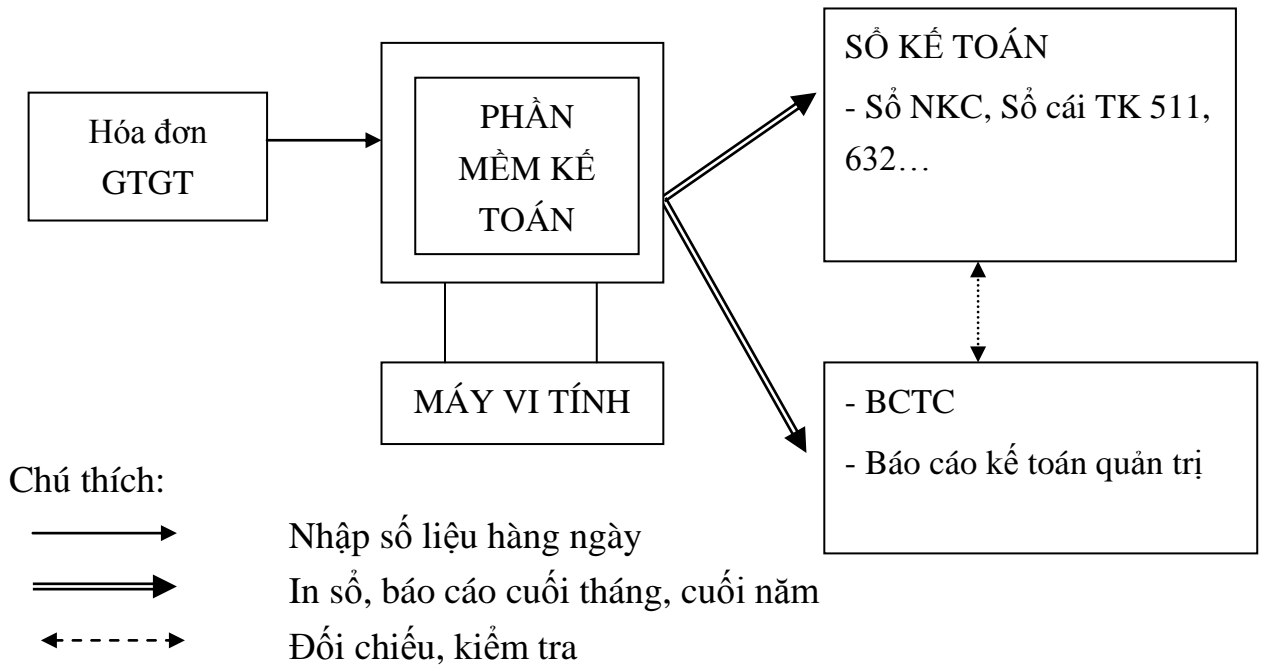 Hóa đơn
GTGT
PHẦN
MỀM KẾ
TOÁN
MÁY VI TÍNH
SỔ KẾ TOÁN
- Sổ NKC, Sổ cái TK 511,
632…
- BCTC
- Báo cáo kế toán quản trị
Chú thích:
Nhập số liệu hàng ngày
In sổ, báo cáo cuối tháng, cuối năm
Đối chiếu, kiểm tra